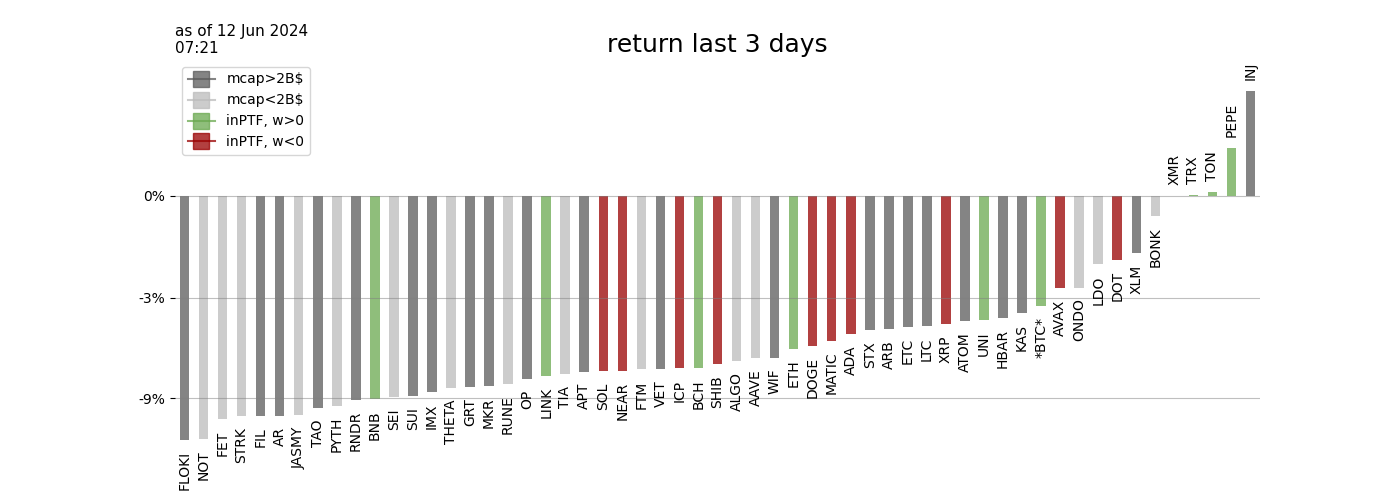 as of 12 Jun 2024
07:21
return last 3 days
mcap>2B$
mcap<2B$
inPTF, w>0
inPTF, w<0
0%
-3%
-9%
FLOKI
NOT
FET
STRK
FIL
AR
JASMY
TAO
PYTH
RNDR
BNB
SEI
SUI
IMX
THETA
GRT
MKR
RUNE
OP
LINK
TIA
APT
SOL
NEAR
FTM
VET
ICP
BCH
SHIB
ALGO
AAVE
WIF
ETH
DOGE
MATIC
ADA
STX
ARB
ETC
LTC
XRP
ATOM
UNI
HBAR
KAS
*BTC*
AVAX
ONDO
LDO
DOT
XLM
BONK
XMR
TRX
TON
PEPE
INJ